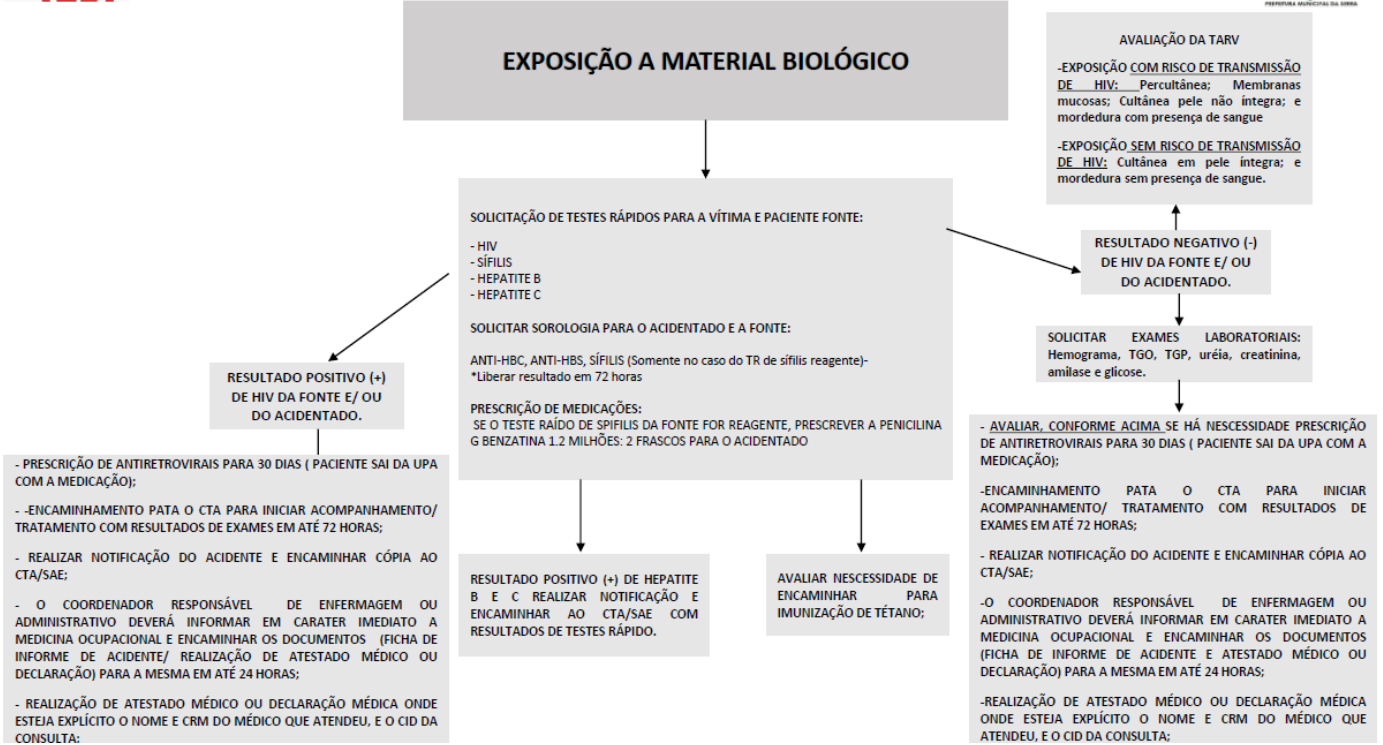 PREFEITURA MUNICIPAL DA SERRA
EXPOSIÇÃO A MATERIAL BIOLÓGICO
AVALIAÇÃO DA TARV
-EXPOSIÇÃO COM RISCO DE TRANSMISSÃO
DE HIV: Percultânea; Membranas
mucosas; Cultânea pele não íntegra; e
mordedura com presença de sangue
-EXPOSIÇÃO SEM RISCO DE TRANSMISSÃO
DE HIV: Cultânea em pele íntegra; e
mordedura sem presença de sangue.
SOLICITAÇÃO DE TESTES RÁPIDOS PARA A VÍTIMA E PACIENTE FONTE:
- HIV
- SÍFILIS
- HEPATITE B
- HEPATITE C
SOLICITAR SOROLOGIA PARA O ACIDENTADO E A FONTE:
ANTI-HBC, ANTI-HBS, SÍFILIS (Somente no caso do TR de sífilis reagente)-
*Liberar resultado em 72 horas
PRESCRIÇÃO DE MEDICAÇÕES:
SE O TESTE RAÍDO DE SPIFILIS DA FONTE FOR REAGENTE, PRESCREVER A PENICILINA
G BENZATINA 1.2 MILHÕES: 2 FRASCOS PARA O ACIDENTADO
RESULTADO NEGATIVO (-)
DE HIV DA FONTE E/ OU
DO ACIDENTADO.
SOLICITAR EXAMES LABORATORIAIS:
Hemograma, TGO, TGP, uréia, creatinina,
amilase e glicose.
RESULTADO POSITIVO (+)
DE HIV DA FONTE E/ OU
DO ACIDENTADO.
- PRESCRIÇÃO DE ANTIRETROVIRAIS PARA 30 DIAS ( PACIENTE SAI DA UPA
COM A MEDICAÇÃO);
- -ENCAMINHAMENTO PATA O CTA PARA INICIAR ACOMPANHAMENTO/
TRATAMENTO COM RESULTADOS DE EXAMES EM ATÉ 72 HORAS;
- REALIZAR NOTIFICAÇÃO DO ACIDENTE E ENCAMINHAR CÓPIA AO
CTA/SAE;
- O COORDENADOR RESPONSÁVEL DE ENFERMAGEM OU
ADMINISTRATIVO DEVERÁ INFORMAR EM CARATER IMEDIATO A
MEDICINA OCUPACIONAL E ENCAMINHAR OS DOCUMENTOS (FICHA DE
INFORME DE ACIDENTE/ REALIZAÇÃO DE ATESTADO MÉDICO OU
DECLARAÇÃO) PARA A MESMA EM ATÉ 24 HORAS;
- REALIZAÇÃO DE ATESTADO MÉDICO OU DECLARAÇÃO MÉDICA ONDE
ESTEJA EXPLÍCITO O NOME E CRM DO MÉDICO QUE ATENDEU, E O CID DA
CONSULTA;
RESULTADO POSITIVO (+) DE HEPATITE
B E C REALIZAR NOTIFICAÇÃO E
ENCAMINHAR AO CTA/SAE COM
RESULTADOS DE TESTES RÁPIDO.
AVALIAR NESCESSIDADE DE
ENCAMINHAR PARA
IMUNIZAÇÃO DE TÉTANO;
- AVALIAR, CONFORME ACIMA SE HÁ NESCESSIDADE PRESCRIÇÃO
DE ANTIRETROVIRAIS PARA 30 DIAS ( PACIENTE SAI DA UPA COM A
MEDICAÇÃO);
-ENCAMINHAMENTO PATA O CTA PARA INICIAR
ACOMPANHAMENTO/ TRATAMENTO COM RESULTADOS DE
EXAMES EM ATÉ 72 HORAS;
- REALIZAR NOTIFICAÇÃO DO ACIDENTE E ENCAMINHAR CÓPIA AO
CTA/SAE;
-O COORDENADOR RESPONSÁVEL DE ENFERMAGEM OU
ADMINISTRATIVO DEVERÁ INFORMAR EM CARATER IMEDIATO A
MEDICINA OCUPACIONAL E ENCAMINHAR OS DOCUMENTOS
(FICHA DE INFORME DE ACIDENTE E ATESTADO MÉDICO OU
DECLARAÇÃO) PARA A MESMA EM ATÉ 24 HORAS;
-REALIZAÇÃO DE ATESTADO MÉDICO OU DECLARAÇÃO MÉDICA
ONDE ESTEJA EXPLÍCITO O NOME E CRM DO MÉDICO QUE
ATENDEU, E O CID DA CONSULTA;